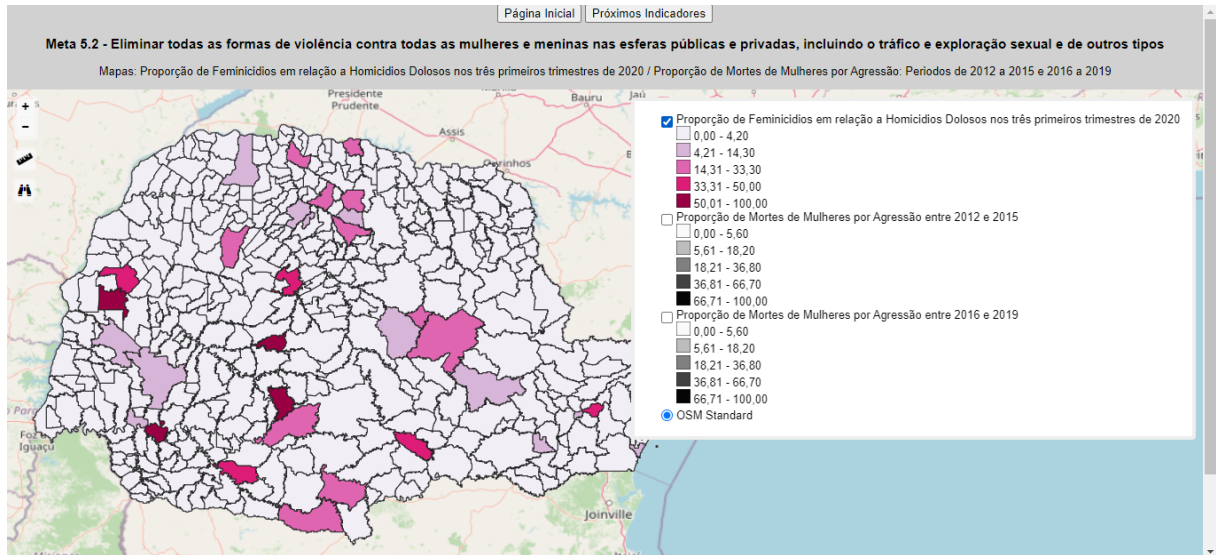 Página Inicial Próximos Indicadores
Meta 5.2 - Eliminar todas as formas de violência contra todas as mulheres e meninas nas esferas públicas e privadas, incluindo o tráfico e exploração sexual e de outros tipos
Mapas: Proporção de Feminicidios em relação a Homicidios Dolosos nos três primeiros trimestres de 2020 / Proporção de Mortes de Mulheres por Agressão: Periodos de 2012 a 2015 e 2016 a 2019
+
-
Presidente
Prudente
Bauru
Jaú
Assis
Ourinhos
Foz
Iguaçu
Joinville
Proporção de Feminicidios em relação a Homicidios Dolosos nos três primeiros trimestres de 2020
0,00 - 4,20
4,21 - 14,30
14,31 - 33,30
33,31 - 50,00
50,01 - 100,00
Proporção de Mortes de Mulheres por Agressão entre 2012 e 2015
0,00 - 5,60
5,61 - 18,20
18,21 - 36,80
36,81 - 66,70
66,71 - 100,00
Proporção de Mortes de Mulheres por Agressão entre 2016 e 2019
0,00 - 5,60
5,61 - 18,20
18,21 - 36,80
36,81 - 66,70
66,71 - 100,00
OSM Standard